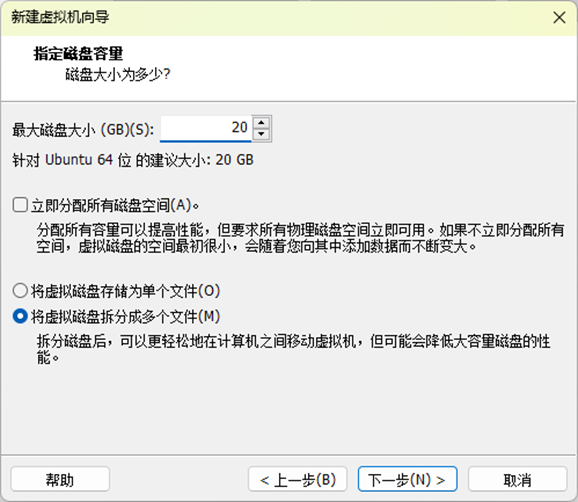 新建虚拟机向导
指定磁盘容量
磁盘大小为多少?
最大磁盘大小 (GB)(S): 20
针对 Ubuntu 64 位 的建议大小: 20 GB
立即分配所有磁盘空间(A)。
分配所有容量可以提高性能，但要求所有物理磁盘空间立即可用。如果不立即分配所有
空间，虚拟磁盘的空间最初很小，会随着您向其中添加数据而不断变大。
将虚拟磁盘存储为单个文件(O)
将虚拟磁盘拆分成多个文件(M)
拆分磁盘后，可以更轻松地在计算机之间移动虚拟机，但可能会降低大容量磁盘的性
能。
帮助 < 上一步(B) 下一步(N) > 取消